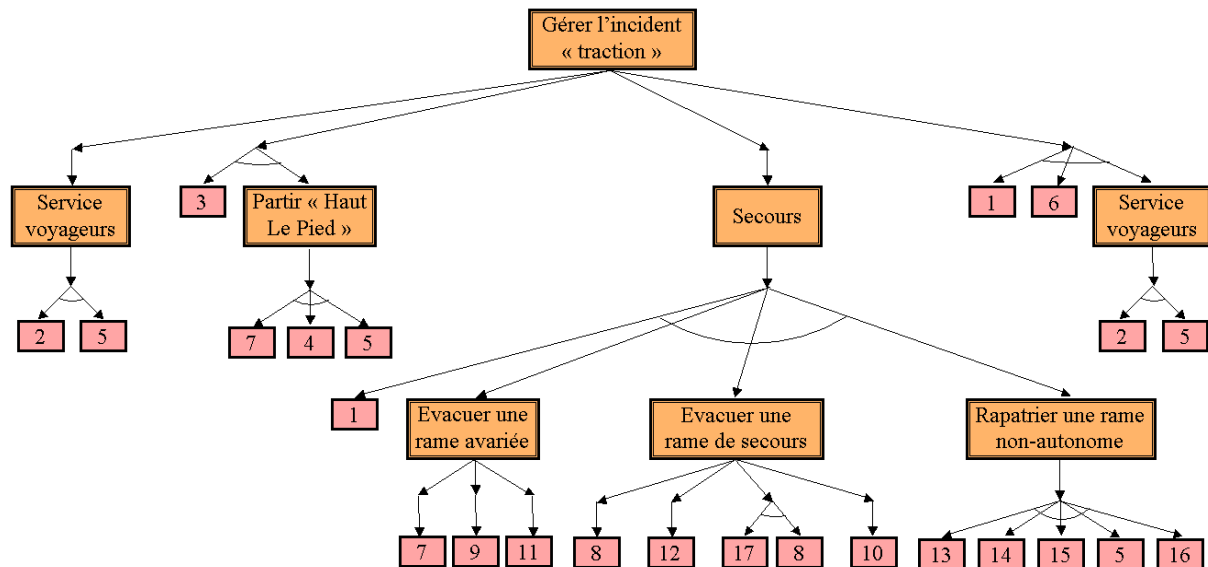 Gérer l’incident
« traction »
Service
voyageurs
3
Partir « Haut
Le Pied »
Secours
1
6
Service
voyageurs
2
5
7
4
5
2
5
1
Evacuer une
rame avariée
Evacuer une
rame de secours
Rapatrier une rame
non-autonome
7
9
11
8
12
17
8
10
13
14
15
5
16